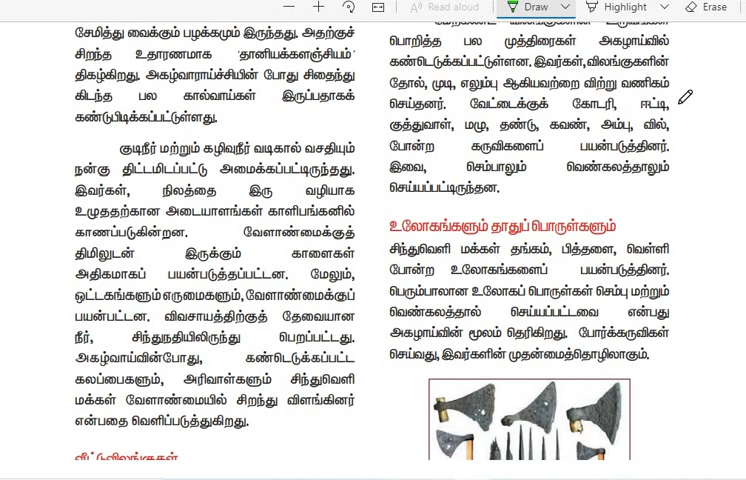 Read aloud
Draw
Highlight
Erase
சேமித்து வைக்கும் பழக்கமும் இருந்தது. அதற்குச்
சிறந்த உதாரணமாக 'தானியக்களஞ்சியம்'
திகழ்கிறது. அகழ்வாராய்ச்சியின் போது சிதைந்து
கிடந்த பல கால்வாய்கள் இருப்பதாகக்
கண்டுபிடிக்கப்பட்டுள்ளது.
குடிநீர் மற்றும் கழிவுநீர் வடிகால் வசதியும்
நன்கு திட்டமிடப்பட்டு அமைக்கப்பட்டிருந்தது.
இவர்கள், நிலத்தை இரு வழியாக
உழுததற்கான அடையாளங்கள் காளிபங்கனில்
காணப்படுகின்றன. வேளாண்மைக்குத்
திமிலுடன் இருக்கும் காளைகள்
அதிகமாகப் பயன்படுத்தப்பட்டன. மேலும்,
ஒட்டகங்களும் எருமைகளும், வேளாண்மைக்குப்
பயன்பட்டன. விவசாயத்திற்குத் தேவையான
நீர், சிந்துநதியிலிருந்து பெறப்பட்டது.
அகழ்வாய்வின்போது, கண்டெடுக்கப்பட்ட
கலப்பைகளும், அரிவாள்களும் சிந்துவெளி
மக்கள் வேளாண்மையில் சிறந்து விளங்கினர்
என்பதை வெளிப்படுத்துகிறது.
வீட்டுவிலங்குகள்
பொறித்த பல முத்திரைகள் அகழாய்வில்
கண்டெடுக்கப்பட்டுள்ளன. இவர்கள்,விலங்குகளின்
தோல், முடி, எலும்பு ஆகியவற்றை விற்று வணிகம்
செய்தனர். வேட்டைக்குக் கோடரி, ஈட்டி,
குத்துவாள், மழு, தண்டு, கவண், அம்பு, வில்,
போன்ற கருவிகளைப் பயன்படுத்தினர்.
இவை, செம்பாலும் வெண்கலத்தாலும்
செய்யப்பட்டிருந்தன.
உலோகங்களும் தாதுப் பொருள்களும்
சிந்துவெளி மக்கள் தங்கம், பித்தளை, வெள்ளி
போன்ற உலோகங்களைப் பயன்படுத்தினர்.
பெரும்பாலான உலோகப் பொருள்கள் செம்பு மற்றும்
வெண்கலத்தால் செய்யப்பட்டவை என்பது
அகழாய்வின் மூலம் தெரிகிறது. போர்க்கருவிகள்
செய்வது, இவர்களின் முதன்மைத்தொழிலாகும்.